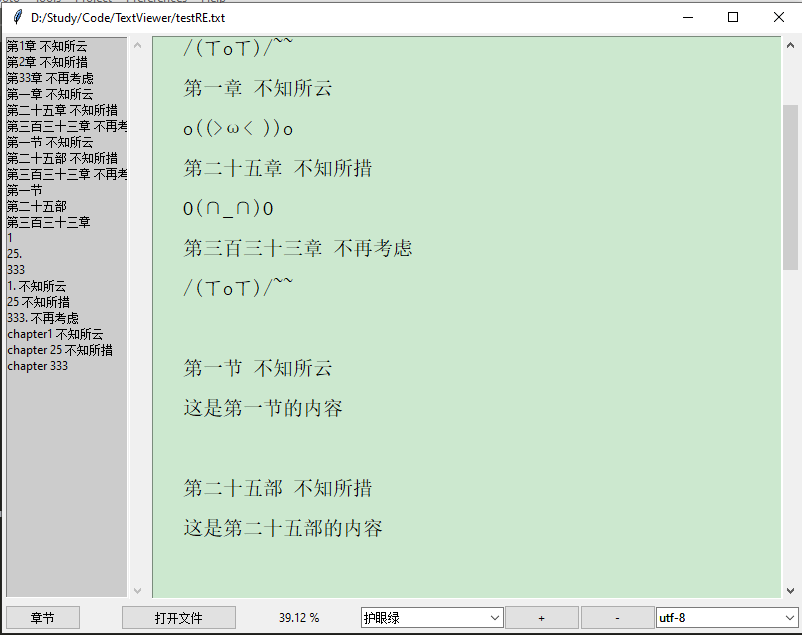 D:/Study/Code/TextViewer/testRE.txt
第1章 不知所云
第2章 不知所措
第33章 不再考虑
第一章 不知所云
第二十五章 不知所措
第三百三十三章 不再考
第一节 不知所云
第二十五部 不知所措
第三百三十三章 不再考
第一节
第二十五部
第三百三十三章
1
25.
333
1. 不知所云
25 不知所措
333. 不再考虑
chapter1 不知所云
chapter 25 不知所措
chapter 333
/(ㄒoㄒ)/~~
第一章 不知所云
o((>ω< ))o
第二十五章 不知所措
O(∩_∩)O
第三百三十三章 不再考虑
/(ㄒoㄒ)/~~
第一节 不知所云
这是第一节的内容
第二十五部 不知所措
这是第二十五部的内容
章节 打开文件 39.12 % 护眼绿 + - utf-8